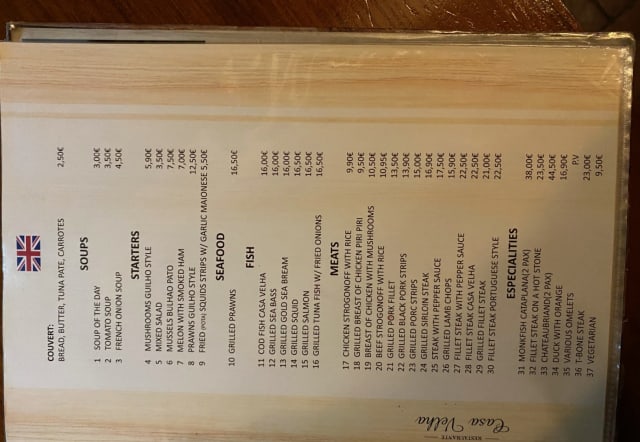 COUVERT:
BREAD, BUTTER, TUNA PATE, CARROTES 2,50€
SOUPS
1 SOUP OF THE DAY 3,00€
2 TOMATO SOUP 3,50€
3 FRENCH ONION SOUP 4,50€
STARTERS
4 MUSHROOMS GUILHO STYLE 5,90€
5 MIXED SALAD 3,50€
6 MUSSELS BULHAO PATO 7,50€
7 MELON WITH SMOKED HAM 7,00€
8 PRAWNS GUILHO STYLE 12,50€
9 FRIED (POTA) SQUIDS STRIPS W/ GARLIC MAIONESE 5,50€
SEAFOOD
10 GRILLED PRAWNS 16,50€
FISH
11 COD FISH CASA VELHA 16,00€
12 GRILLED SEA BASS 16,00€
13 GRILLED GOLD SEA BREAM 16,00€
14 GRILLED SQUID 16,50€
15 GRILLED SALMON 16,50€
16 GRILLED TUNA FISH W/ FRIED ONIONS 16,50€
MEATS
17 CHICKEN STROGONOFF WITH RICE 9,90€
18 GRILLED BREAST OF CHICKEN PIRI PIRI 9,50€
19 BREAST OF CHICKEN WITH MUSHROOMS 10,50€
20 BEEF STROGONOFF WITH RICE 10,95€
21 GRILLED PORK FILLET 13,50€
22 GRILLED BLACK PORK STRIPS 13,90€
23 GRILLED PORC STRIPS 15,00€
24 GRILLED SIRLOIN STEAK 16,90€
25 STEAK WITH PEPPER SAUCE 17,50€
26 GRILLED LAMB CHOPS 15,90€
27 FILLET STEAK WITH PEPPER SAUCE 22,50€
28 FILLET STEAK CASA VELHA 22,50€
29 GRILLED FILLET STEAK 21,00€
30 FILLET STEAK PORTUGUESE STYLE 22,50€
ESPECIALITIES
31 MONKFISH CATAPLANA(2 PAX) 38,00€
32 FILLET STEAK ON A HOT STONE 23,50€
33 CHATEAUBRIAND(2 PAX) 44,50€
34 DUCK WITH ORANGE 16,90€
35 VARIOUS OMELETS P.V
36 T-BONE STEAK 23,00€
37 VEGETARIAN 9,50€
Casa Velha
RESTAURANTE